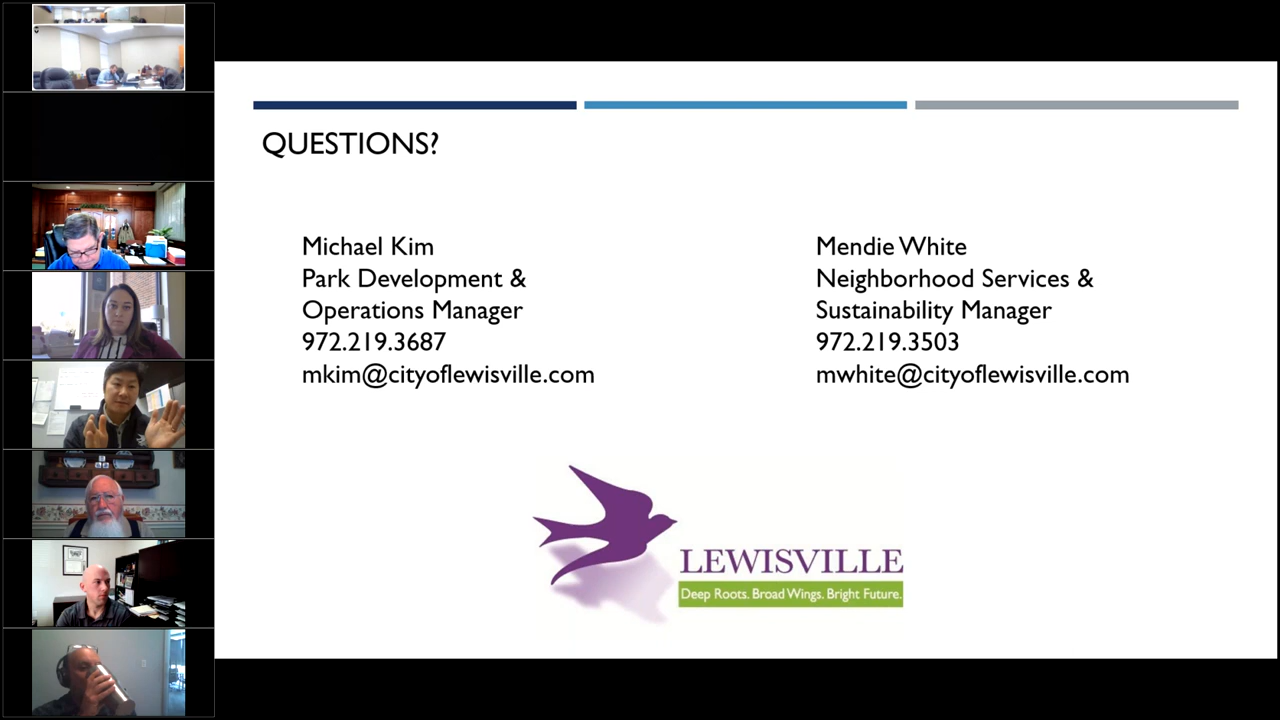 QUESTIONS?
Michael Kim
Park Development &
Operations Manager
972.219.3687
mkim@cityoflewisville.com
Mendie White
Neighborhood Services &
Sustainability Manager
972.219.3503
mwhite@cityoflewisville.com
LEWISVILLE
Deep Roots. Broad Wings. Bright Future.